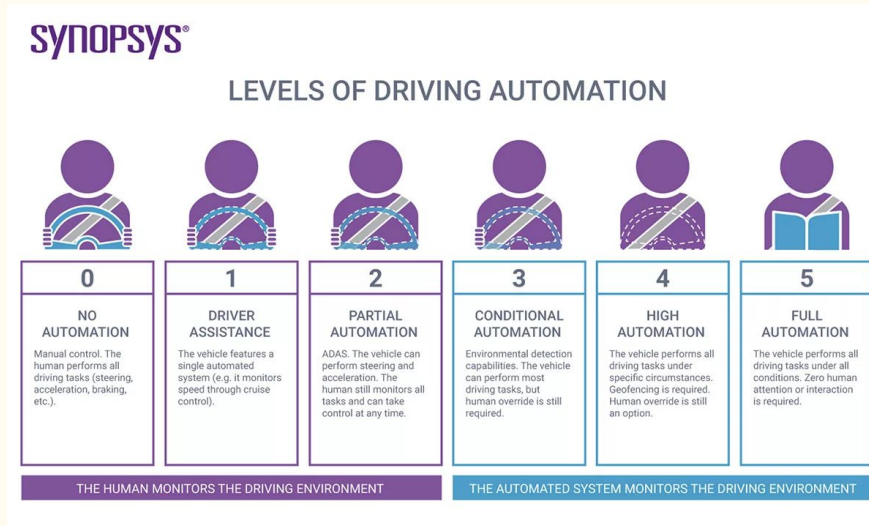 SYNOPSYS®
LEVELS OF DRIVING AUTOMATION
0
NO
AUTOMATION
Manual control. The
human performs all
driving tasks (steering,
acceleration, braking,
etc.).
1
DRIVER
ASSISTANCE
The vehicle features a
single automated
system (e.g. it monitors
speed through cruise
control).
2
PARTIAL
AUTOMATION
ADAS. The vehicle can
perform steering and
acceleration. The
human still monitors all
tasks and can take
control at any time.
3
CONDITIONAL
AUTOMATION
Environmental detection
capabilities. The vehicle
can perform most
driving tasks, but
human override is still
required.
4
HIGH
AUTOMATION
The vehicle performs all
driving tasks under
specific circumstances.
Geofencing is required.
Human override is still
an option.
5
FULL
AUTOMATION
The vehicle performs all
driving tasks under all
conditions. Zero human
attention or interaction
is required.
THE HUMAN MONITORS THE DRIVING ENVIRONMENT
THE AUTOMATED SYSTEM MONITORS THE DRIVING ENVIRONMENT